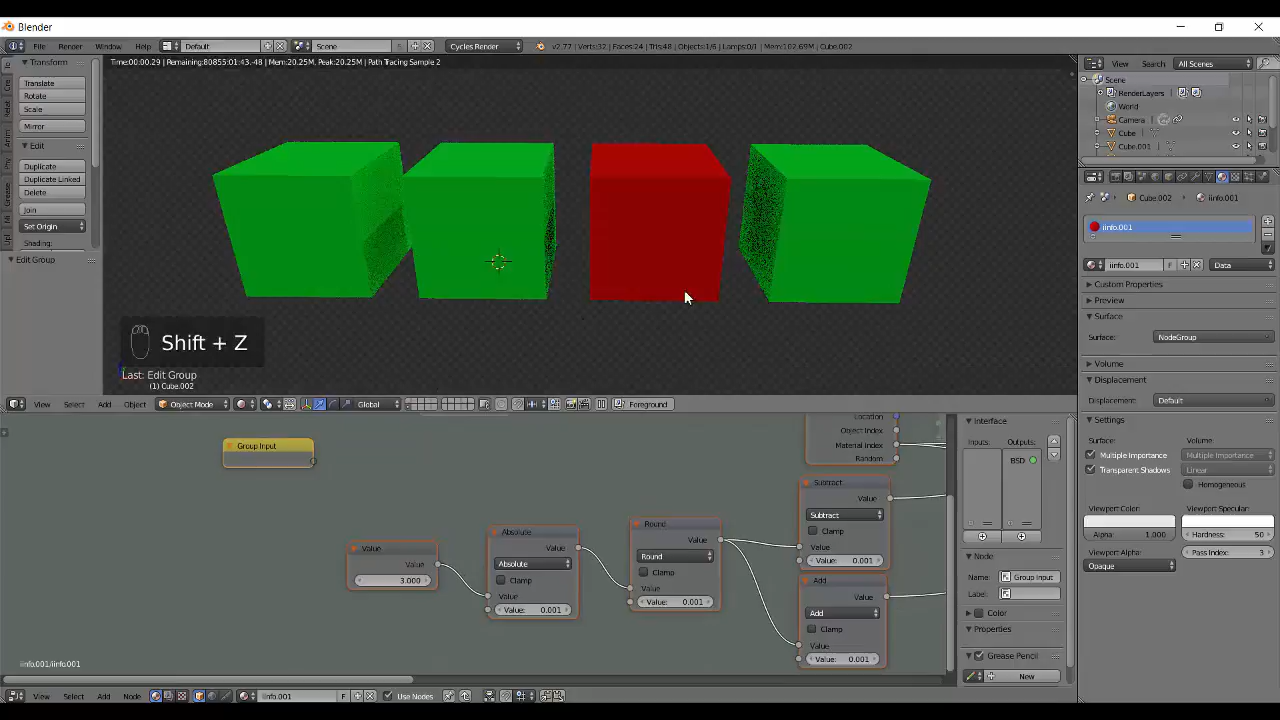 Blender
File Render Window Help Default Scene Cycles Render v2.77 | Verts:32 | Faces:24 | Tris:48 | Objects:1/6 | Lamps:0/1 | Mem:102.69M | Cube.002
View Search All Scenes
Time:00:00.29 | Remaining:80855:01:43.-48 | Mem:20.25M, Peak:20.25M | Path Tracing Sample 2
Transform
Translate
Rotate
Scale
Mirror
Edit
Duplicate
Duplicate Linked
Delete
Join
Set Origin
Shading:
Edit Group
Shift + Z
Last: Edit Group
(1) Cube.002
View Select Add Object Object Mode Global Foreground
Scene
RenderLayers
World
Camera
Cube
Cube.001
Cube.002 iinfo.001
iinfo.001
iinfo.001 F Data
Custom Properties
Preview
Surface
Surface: NodeGroup
Volume
Displacement
Displacement: Default
Settings
Surface: Volume:
Multiple Importance Multiple Importance
Transparent Shadows Linear
Homogeneous
Viewport Color: Viewport Specular:
Alpha: 1.000 Hardness: 50
Viewport Alpha: Pass Index: 3
Opaque
Group Input
Value
Value
3.000
Absolute
Value
Absolute
Clamp
Value
Value: 0.001
Round
Value
Round
Clamp
Value
Value: 0.001
Location
Object Index
Material Index
Random
Subtract
Value
Subtract
Clamp
Value
Value: 0.001
Add
Value
Add
Clamp
Value
Value: 0.001
Interface
Inputs: Outputs:
BSD
Node
Name: Group Input
Label:
Color
Properties
Grease Pencil
New
iinfo.001/iinfo.001
View Select Add Node iinfo.001 F Use Nodes